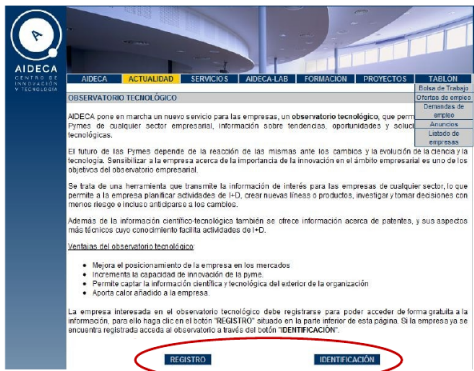 AIDECA
CENTRO DE
INNOVACIÓN
Y TECNOLOGÍA
AIDECA ACTUALIDAD SERVICIOS AIDECA-LAB FORMACIÓN PROYECTOS TABLÓN
Bolsa de Trabajo
Ofertas de empleo
Demandas de
empleo
Anuncios
Listado de
empresas
OBSERVATORIO TECNOLÓGICO
AIDECA pone en marcha un nuevo servicio para las empresas, un observatorio tecnológico, que perm
Pymes de cualquier sector empresarial, información sobre tendencias, oportunidades y soluci
tecnológicas.
El futuro de las Pymes depende de la reacción de las mismas ante los cambios y la evolución de la ciencia y la
tecnología. Sensibilizar a la empresa acerca de la importancia de la innovación en el ámbito empresarial es uno de los
objetivos del observatorio empresarial.
Se trata de una herramienta que transmite la información de interés para las empresas de cualquier sector, lo que
permite a la empresa planificar actividades de I+D, crear nuevas líneas o productos, investigar y tomar decisiones con
menos riesgo e incluso anticiparse a los cambios.
Además de la información científico-tecnológica también se ofrece información acerca de patentes, y sus aspectos
más técnicos cuyo conocimiento facilita actividades de I+D.
Ventajas del observatorio tecnológico:
• Mejora el posicionamiento de la empresa en los mercados
• Incrementa la capacidad de innovación de la pyme.
• Permite captar la información científica y tecnológica del exterior de la organización
• Aporta valor añadido a la empresa.
La empresa interesada en el observatorio tecnológico debe registrarse para poder acceder de forma gratuita a la
información, para ello haga clic en el botón "REGISTRO" situado en la parte inferior de esta página. Si la empresa ya se
encuentra registrada acceda al observatorio a través del botón "IDENTIFICACIÓN".
REGISTRO IDENTIFICACIÓN